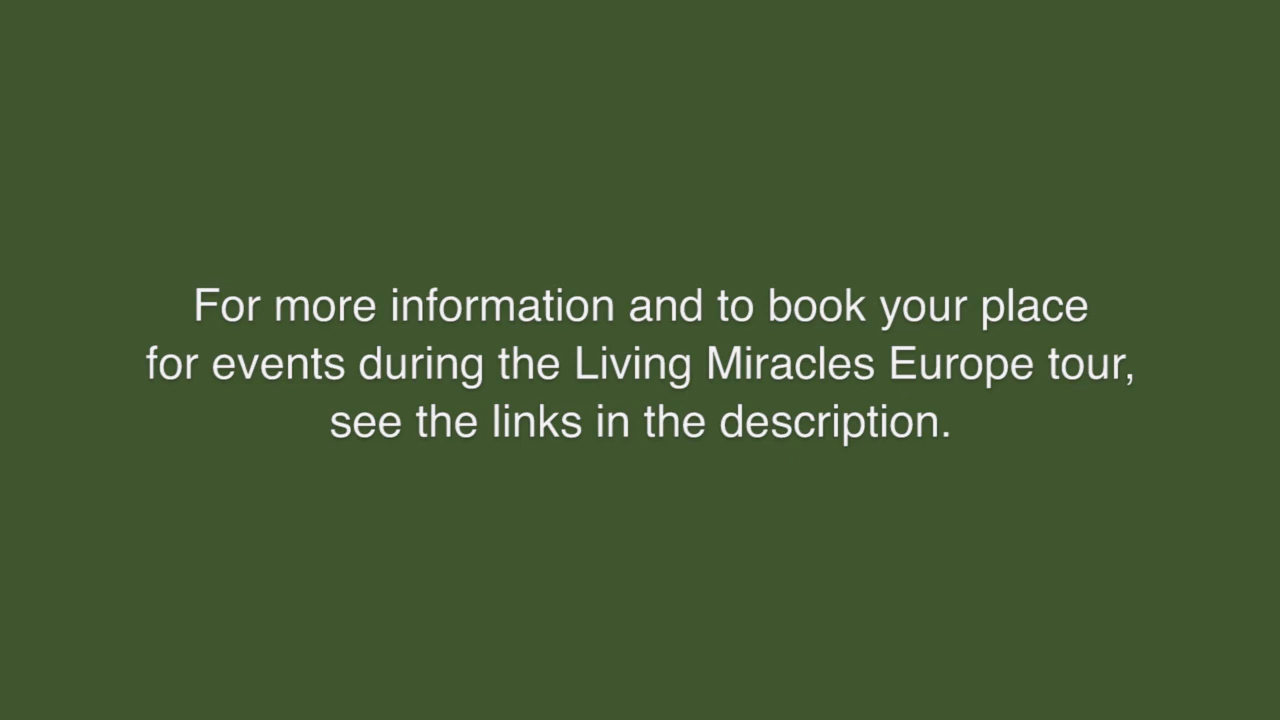 For more information and to book your place
for events during the Living Miracles Europe tour,
see the links in the description.